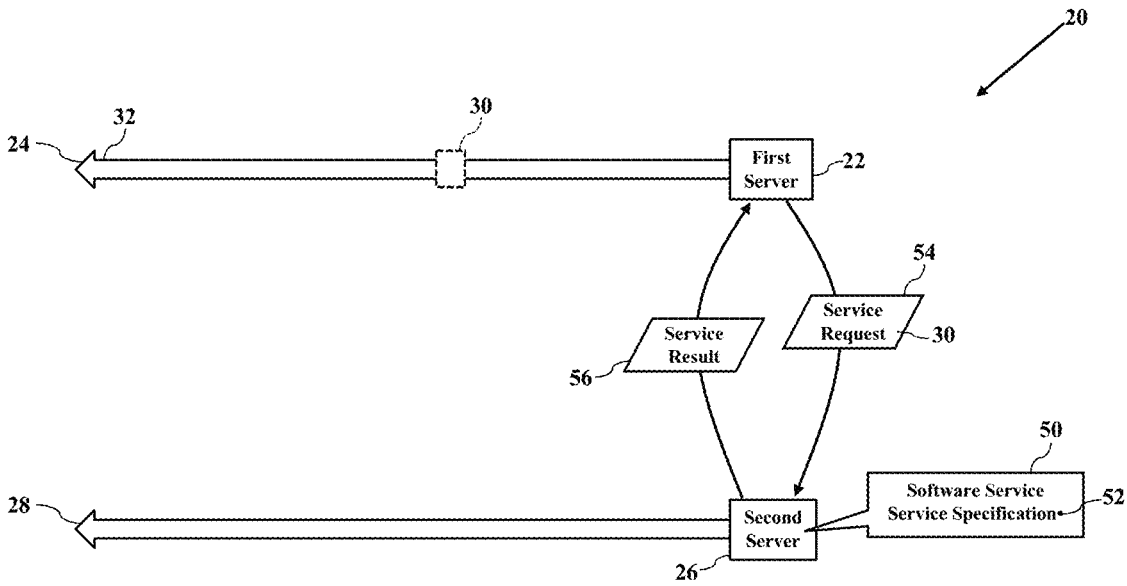 20
30
32
24
First
Server
22
54
Service
Request
30
Service
Result
56
50
Software Service
Service Specification
52
28
Second
Server
26